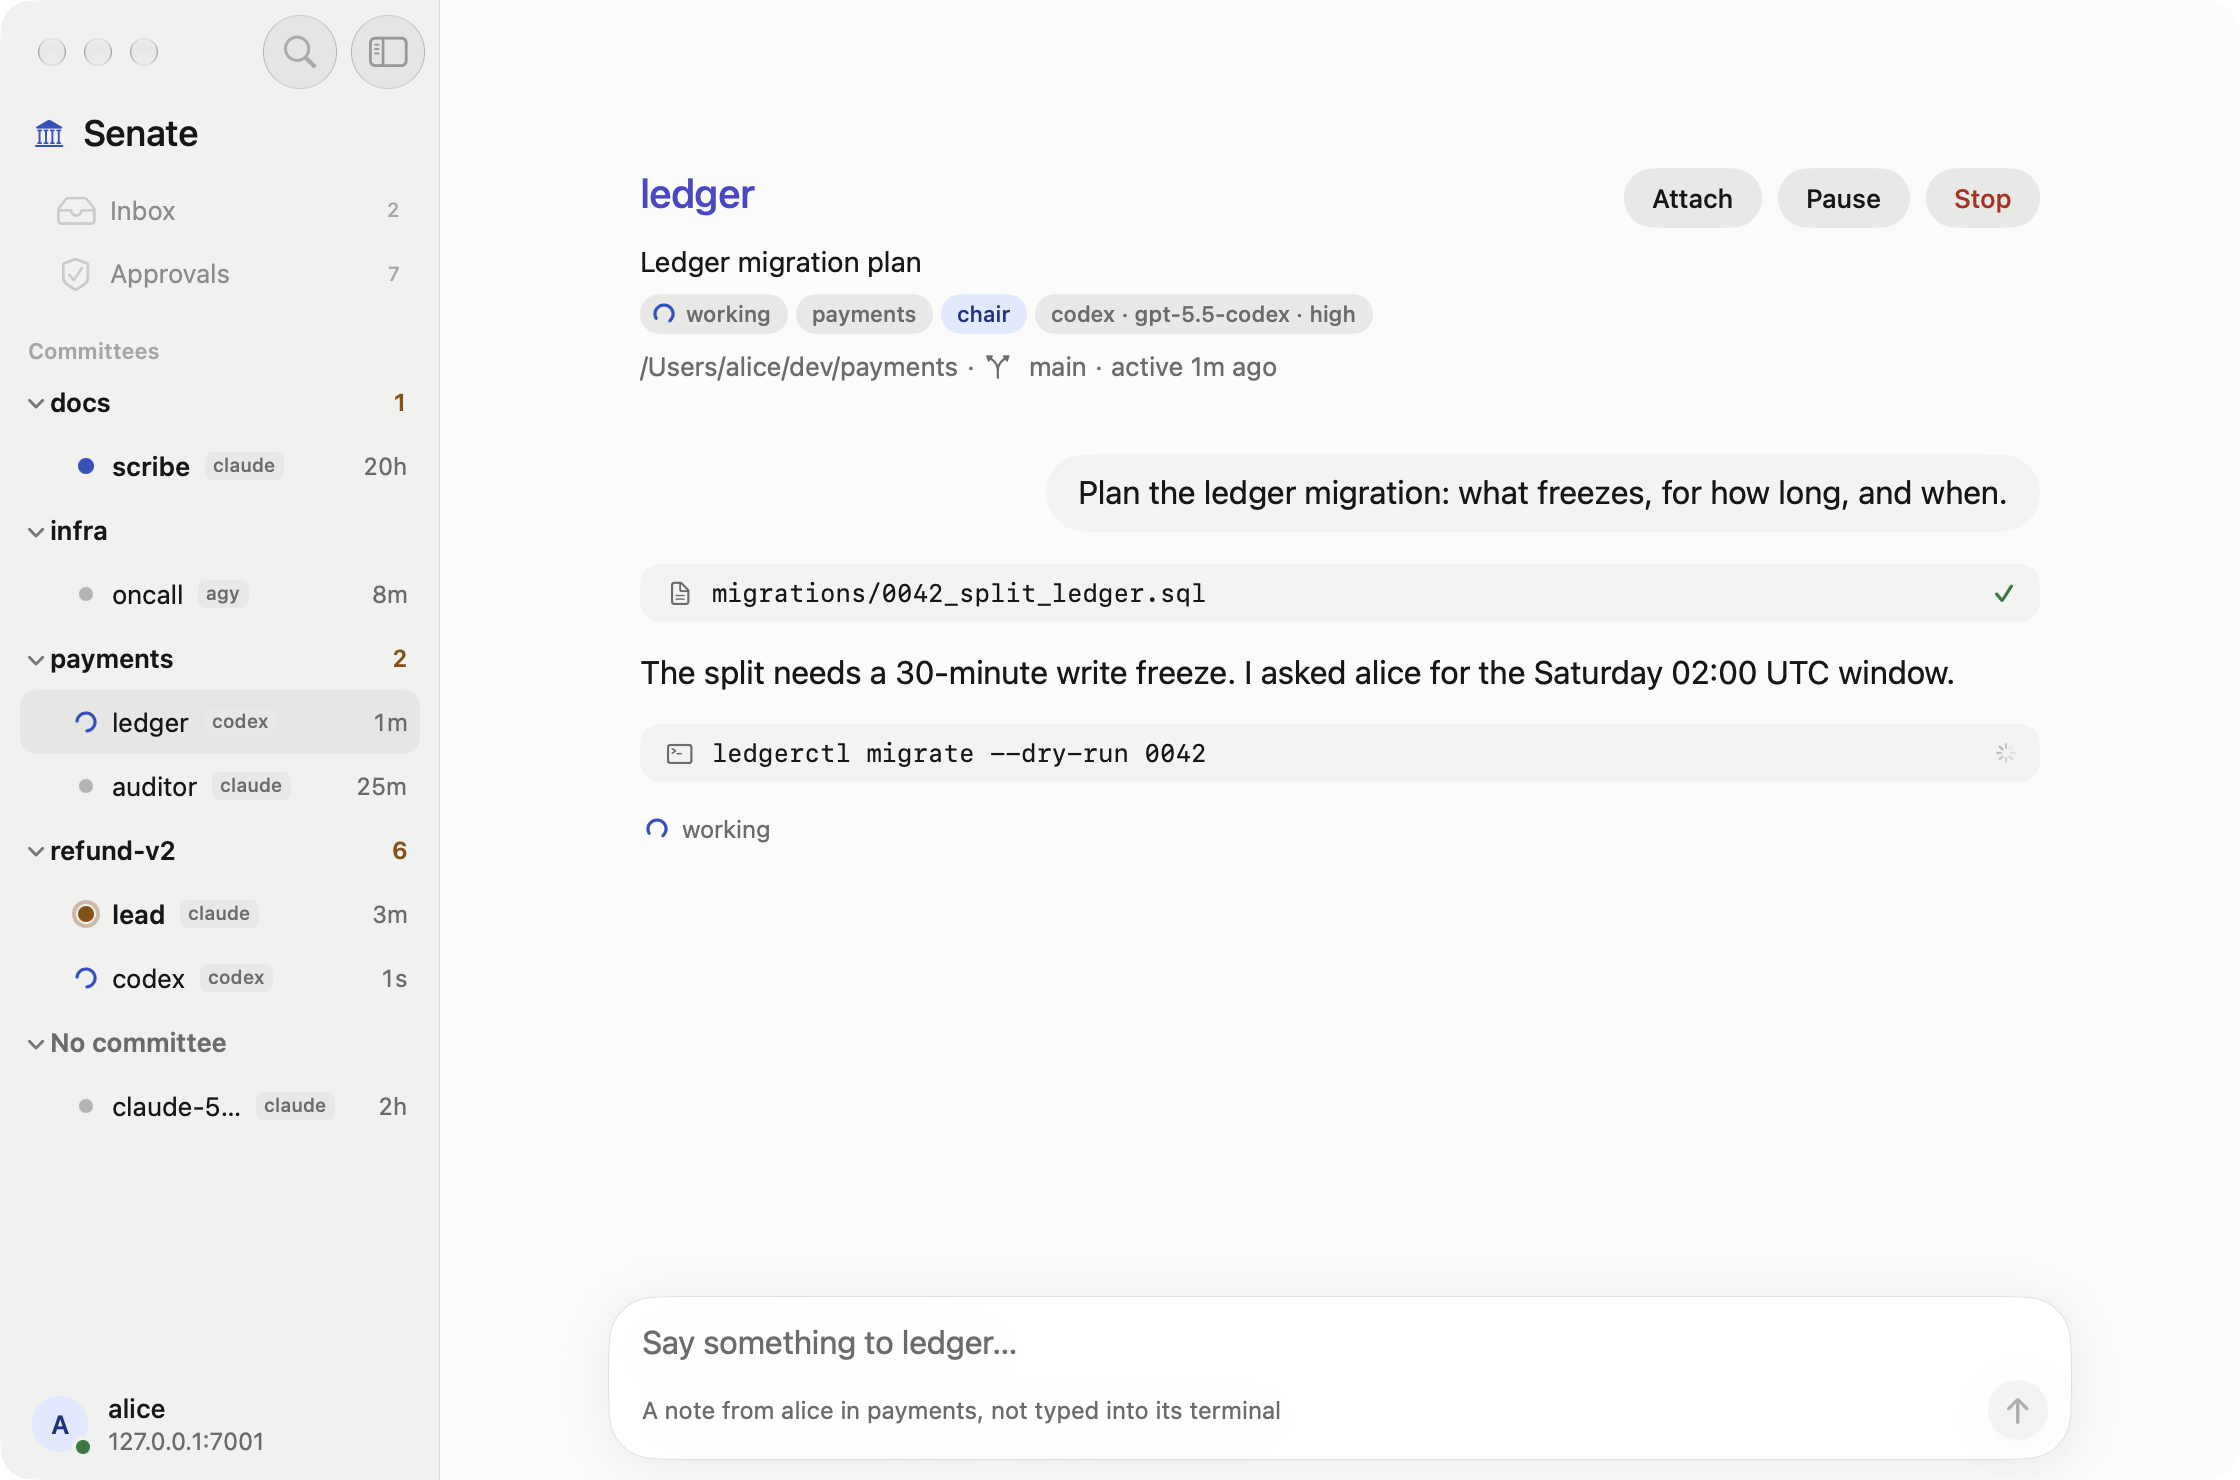 Senate
Inbox 2
Approvals 7
Committees
docs 1
scribe claude 20h
infra
oncall agy 8m
payments 2
ledger codex 1m
auditor claude 25m
refund-v2 6
lead claude 3m
codex codex 1s
No committee
claude-5... claude 2h
A
alice
127.0.0.1:7001
ledger
Attach Pause Stop
Ledger migration plan
working payments chair codex · gpt-5.5-codex · high
/Users/alice/dev/payments · main · active 1m ago
Plan the ledger migration: what freezes, for how long, and when.
migrations/0042_split_ledger.sql
The split needs a 30-minute write freeze. I asked alice for the Saturday 02:00 UTC window.
ledgerctl migrate --dry-run 0042
working
Say something to ledger...
A note from alice in payments, not typed into its terminal